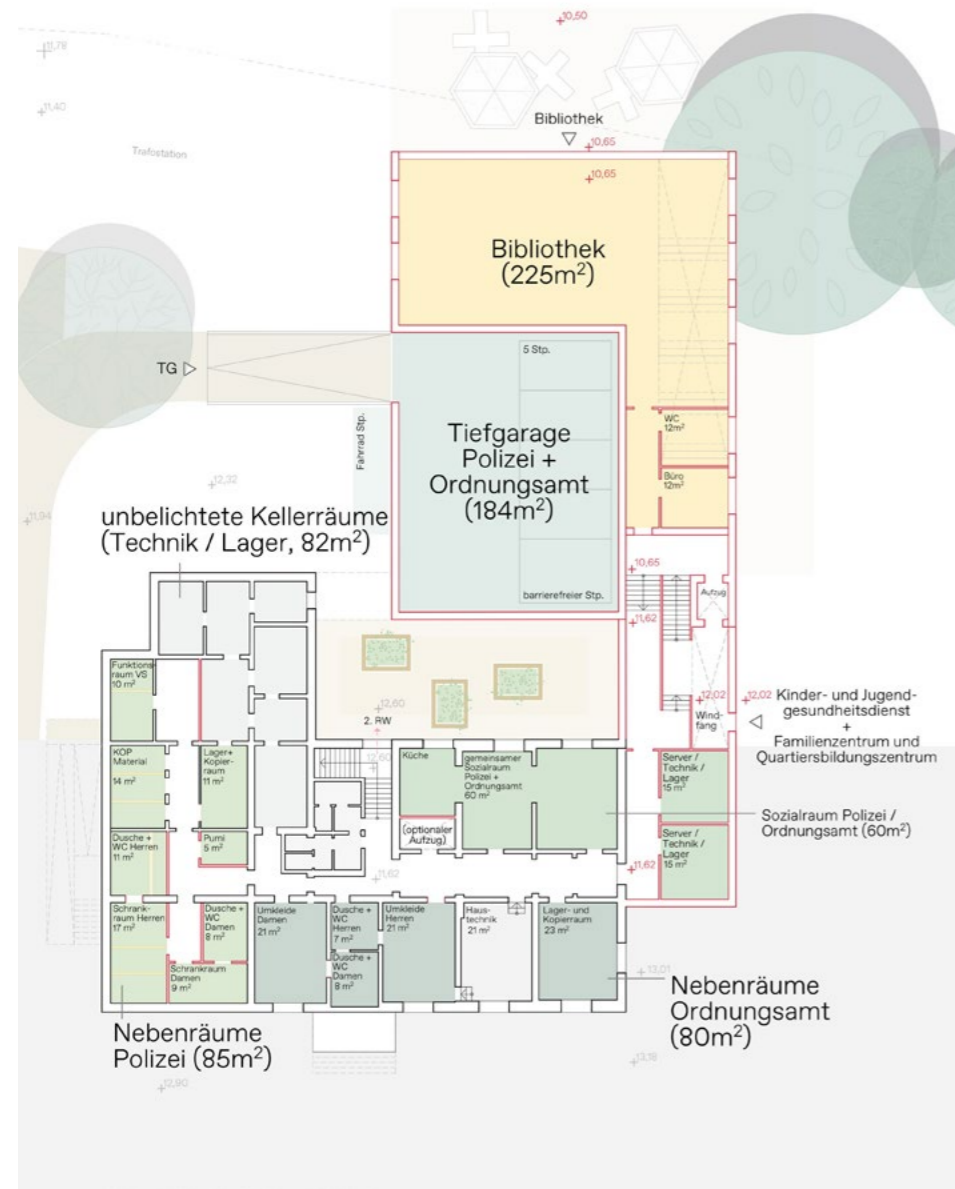 11,78
10,50
11,40
Bibliothek
10,65
Trafostation
10,65
Bibliothek
(225m²)
5 Stp.
TG
WC
12m²
Fahrrad Stp.
Tiefgarage
Polizei +
Ordnungsamt
(184m²)
Büro
12m²
12,32
11,94
unbelichtete Kellerräume
(Technik / Lager, 82m²)
10,65
barrierefreier Stp.
Aufzug
11,62
Funktions-
raum VS
10 m²
12,02
12,02
Wind-
fang
Kinder- und Jugend-
gesundheitsdienst
+
Familienzentrum und
Quartiersbildungszentrum
12,60
2. RW
12,60
KOP
Material
14 m²
Lager+
Kopier-
raum
11 m²
Küche
gemeinsamer
Sozialraum
Polizei +
Ordnungsamt
60 m²
Server /
Technik /
Lager
15 m²
Sozialraum Polizei /
Ordnungsamt (60m²)
Dusche +
WC Herren
11 m²
Pumi
5 m²
(optionaler
Aufzug)
Server /
Technik /
Lager
15 m²
11,62
11,62
Schrank-
raum Herren
17 m²
Dusche +
WC
Damen
8 m²
Umkleide
Damen
21 m²
Dusche +
WC
Herren
7 m²
Umkleide
Herren
21 m²
Haus-
technik
21 m²
Lager- und
Kopierraum
23 m²
Schrankraum
Damen
9 m²
Dusche +
WC
Damen
8 m²
13,01
Nebenräume
Ordnungsamt
(80m²)
Nebenräume
Polizei (85m²)
13,18
12,90